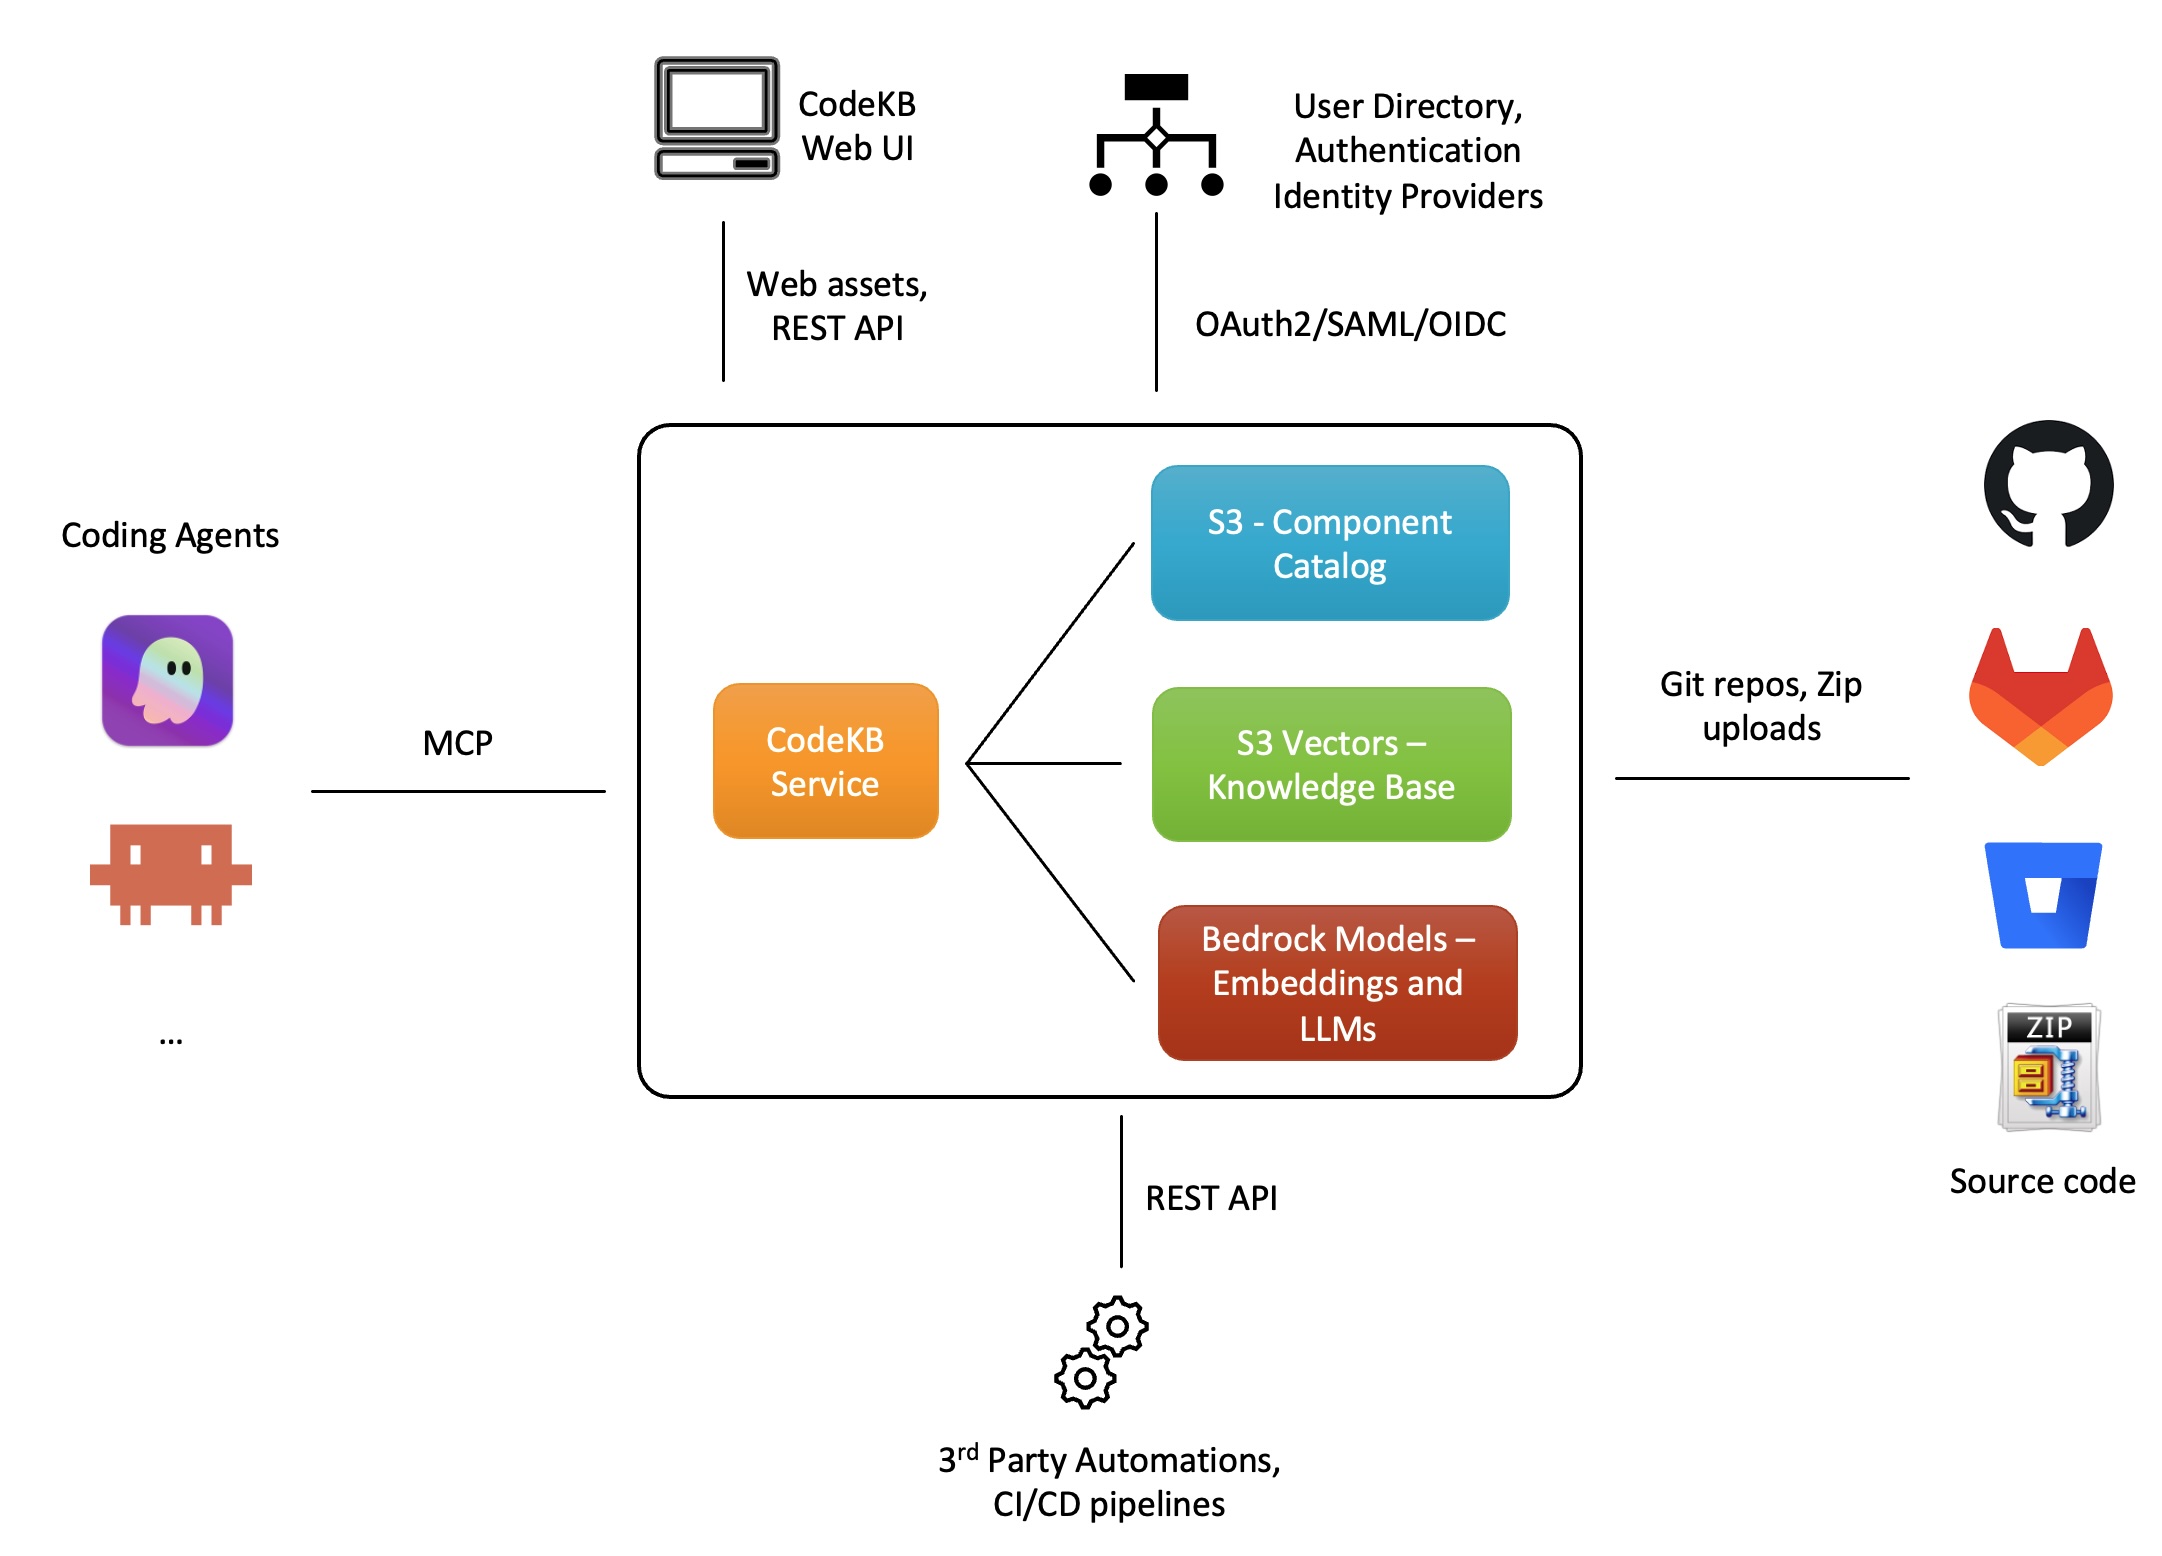 CodeKB
Web UI
User Directory,
Authentication
Identity Providers
Web assets,
REST API
OAuth2/SAML/OIDC
Coding Agents
MCP
...
CodeKB
Service
S3 - Component
Catalog
S3 Vectors –
Knowledge Base
Bedrock Models –
Embeddings and
LLMs
Git repos, Zip
uploads
ZIP
Source code
REST API
3rd Party Automations,
CI/CD pipelines